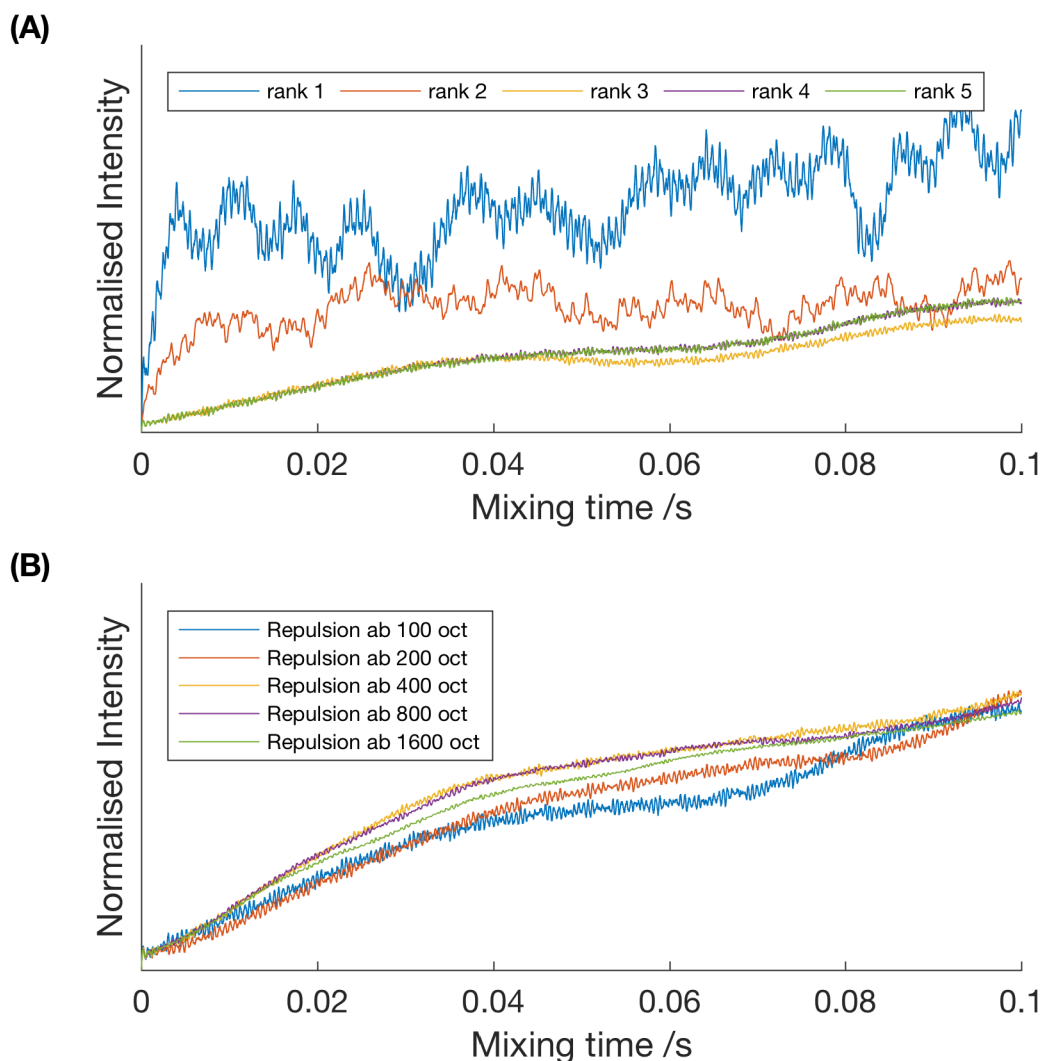 (A)
Normalised Intensity
rank 1 rank 2 rank 3 rank 4 rank 5
0 0.02 0.04 0.06 0.08 0.1
Mixing time /s
(B)
Normalised Intensity
Repulsion ab 100 oct
Repulsion ab 200 oct
Repulsion ab 400 oct
Repulsion ab 800 oct
Repulsion ab 1600 oct
0 0.02 0.04 0.06 0.08 0.1
Mixing time /s